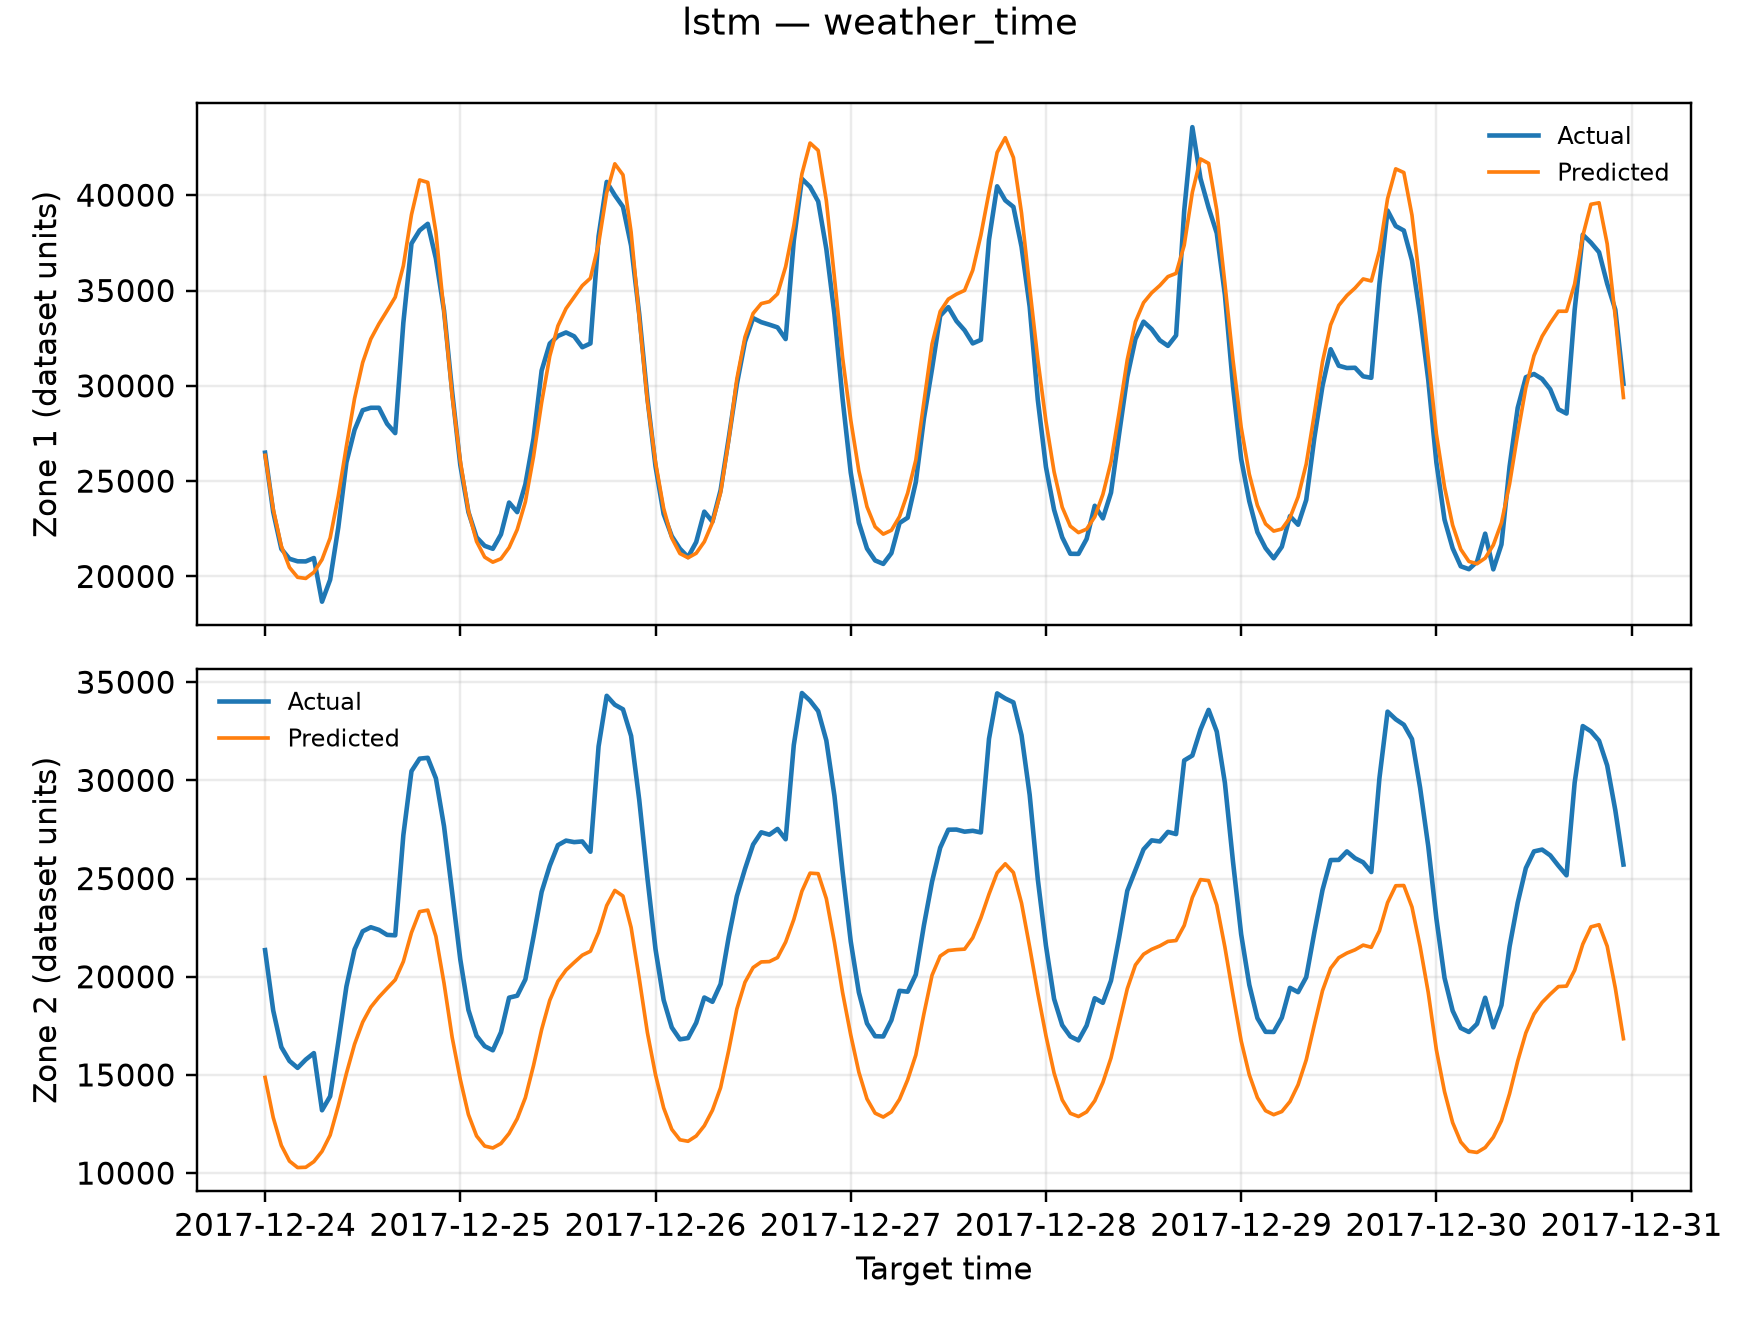 lstm — weather_time
Zone 1 (dataset units)
40000
35000
30000
25000
20000
Actual
Predicted
Zone 2 (dataset units)
35000
30000
25000
20000
15000
10000
Actual
Predicted
2017-12-24 2017-12-25 2017-12-26 2017-12-27 2017-12-28 2017-12-29 2017-12-30 2017-12-31
Target time